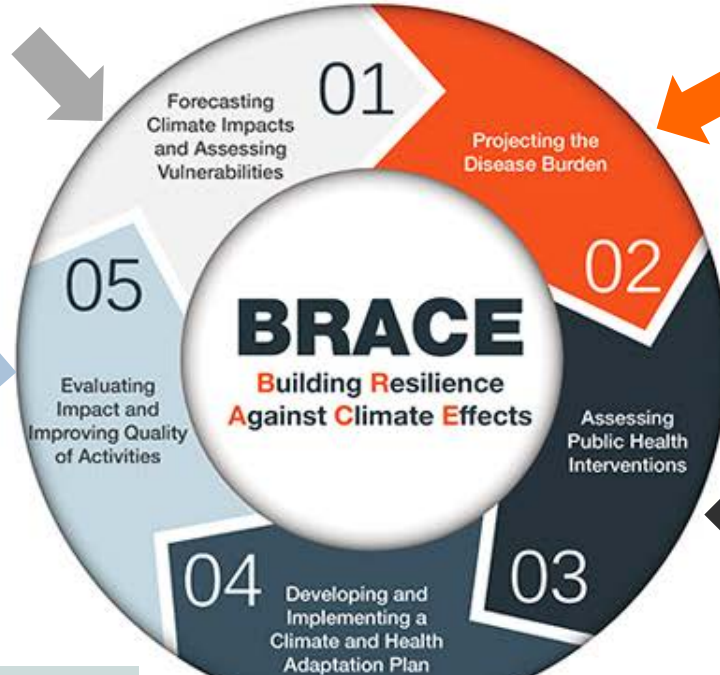 01
Forecasting
Climate Impacts
and Assessing
Vulnerabilities
Projecting the
Disease Burden
02
Assessing
Public Health
Interventions
03
04
Developing and
Implementing a
Climate and Health
Adaptation Plan
05
Evaluating
Impact and
Improving Quality
of Activities
BRACE
Building Resilience
Against Climate Effects